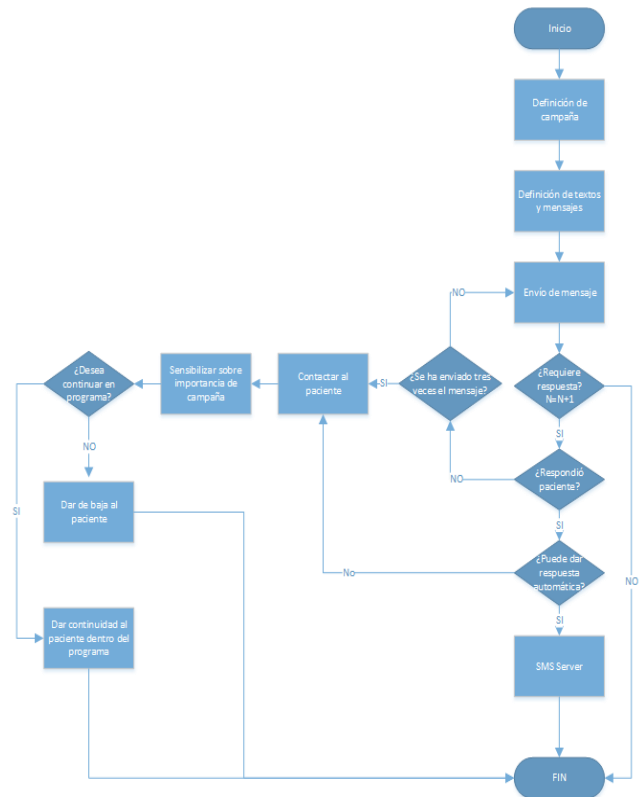 Inicio
Definición de
campaña
Definición de textos
y mensajes
Envío de mensaje
NO
¿Requiere
respuesta?
N=N+1
¿Se ha enviado tres
veces el mensaje?
SI
Contactar al
paciente
Sensibilizar sobre
importancia de
campaña
¿Desea
continuar en
programa?
SI
NO
¿Respondió
paciente?
NO
SI
Dar de baja al
paciente
¿Puede dar
respuesta
automática?
No
NO
SI
SI
Dar continuidad al
paciente dentro del
programa
SMS Server
FIN